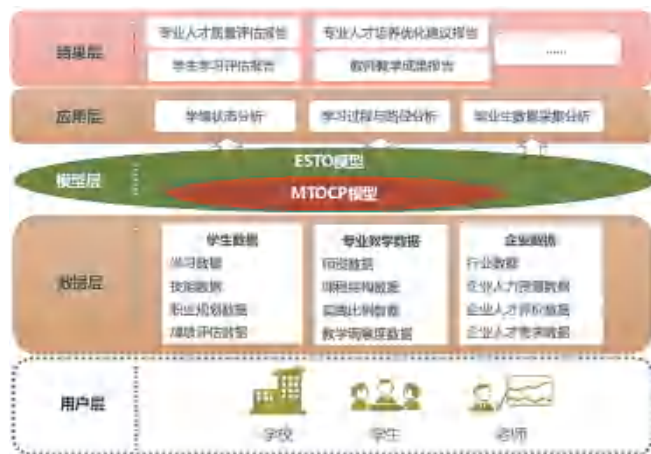 结果层
专业人才质量评估报告
专业人才培养优化建议报告
学生学习评估报告
教师教学成果报告
......
应用层
学情状态分析
学习过程与路径分析
毕业生数据采集分析
模型层
ESTO模型
MTOCP模型
数据层
学生数据
学习数据
技能数据
职业规划数据
成绩评估数据
专业教学数据
师资数据
课程结构数据
实践比例数据
教学满意度数据
企业数据
行业数据
企业人力资源数据
企业人才评价数据
企业人才需求数据
用户层
学校
学生
老师